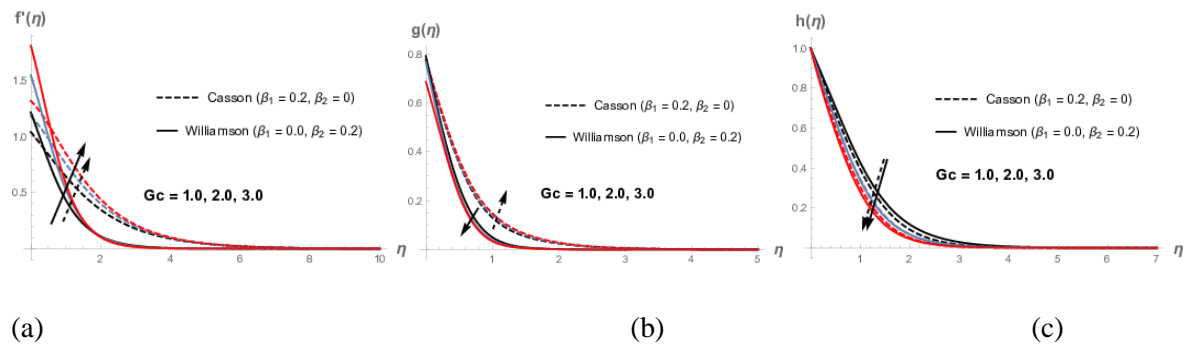 f'(η)
1.5
1.0
0.5
2
4
6
8
10
η
Casson (β₁ = 0.2, β₂ = 0)
Williamson (β₁ = 0.0, β₂ = 0.2)
Gc = 1.0, 2.0, 3.0
(a)
g(η)
0.8
0.6
0.4
0.2
1
2
3
4
5
η
Casson (β₁ = 0.2, β₂ = 0)
Williamson (β₁ = 0.0, β₂ = 0.2)
Gc = 1.0, 2.0, 3.0
(b)
h(η)
1.0
0.8
0.6
0.4
0.2
1
2
3
4
5
6
7
η
Casson (β₁ = 0.2, β₂ = 0)
Williamson (β₁ = 0.0, β₂ = 0.2)
Gc = 1.0, 2.0, 3.0
(c)